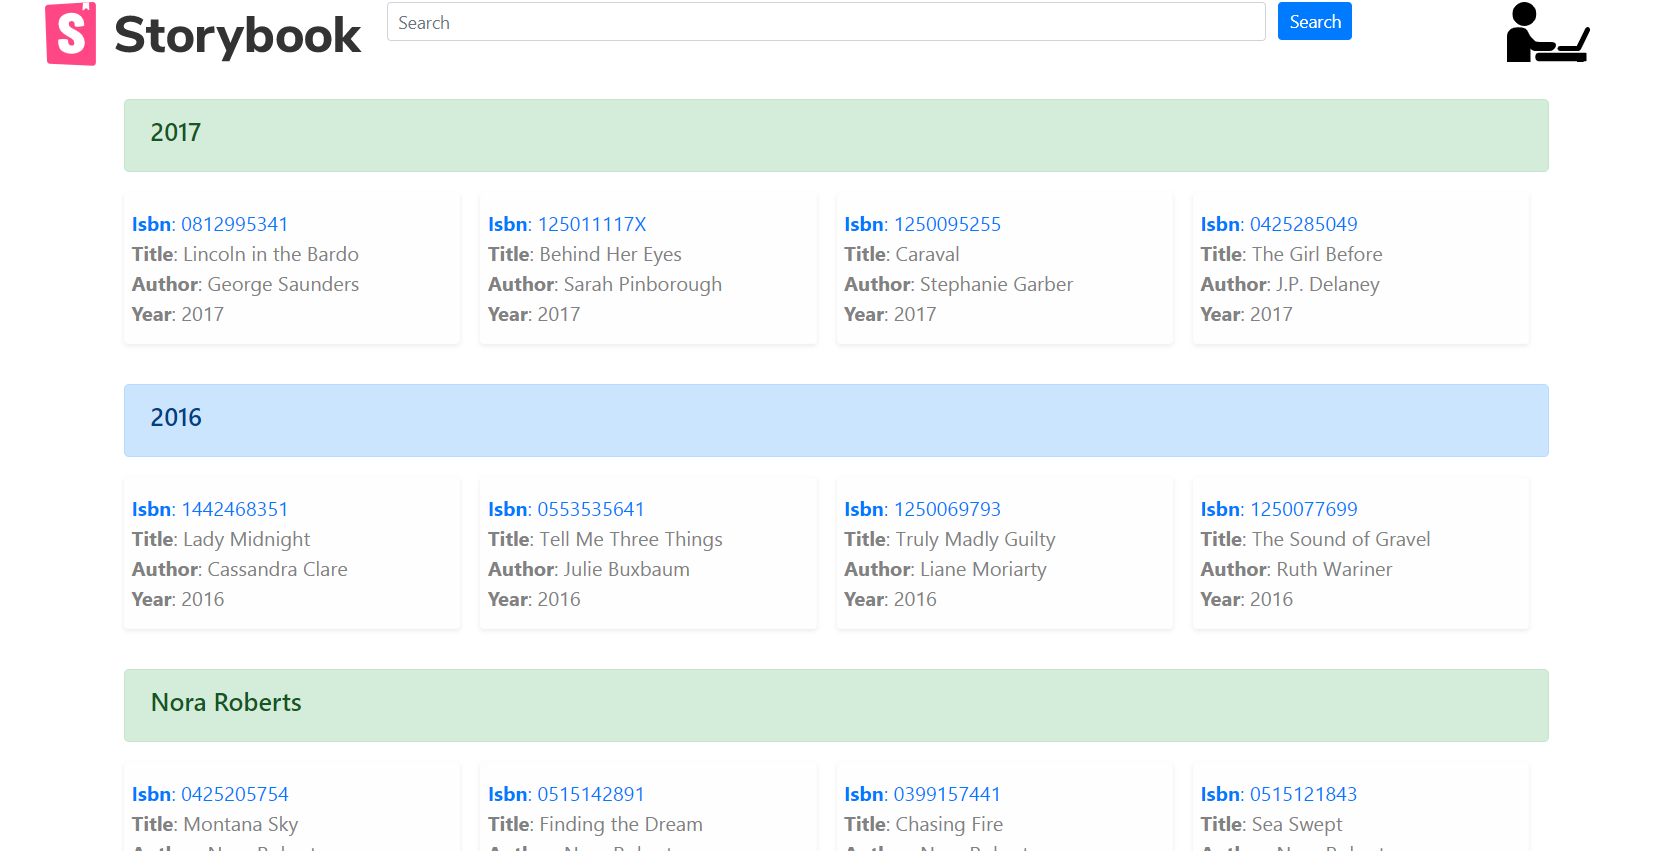 S Storybook
Search
Search
2017
Isbn: 0812995341
Title: Lincoln in the Bardo
Author: George Saunders
Year: 2017
Isbn: 125011117X
Title: Behind Her Eyes
Author: Sarah Pinborough
Year: 2017
Isbn: 1250095255
Title: Caraval
Author: Stephanie Garber
Year: 2017
Isbn: 0425285049
Title: The Girl Before
Author: J.P. Delaney
Year: 2017
2016
Isbn: 1442468351
Title: Lady Midnight
Author: Cassandra Clare
Year: 2016
Isbn: 0553535641
Title: Tell Me Three Things
Author: Julie Buxbaum
Year: 2016
Isbn: 1250069793
Title: Truly Madly Guilty
Author: Liane Moriarty
Year: 2016
Isbn: 1250077699
Title: The Sound of Gravel
Author: Ruth Wariner
Year: 2016
Nora Roberts
Isbn: 0425205754
Title: Montana Sky
Isbn: 0515142891
Title: Finding the Dream
Isbn: 0399157441
Title: Chasing Fire
Isbn: 0515121843
Title: Sea Swept